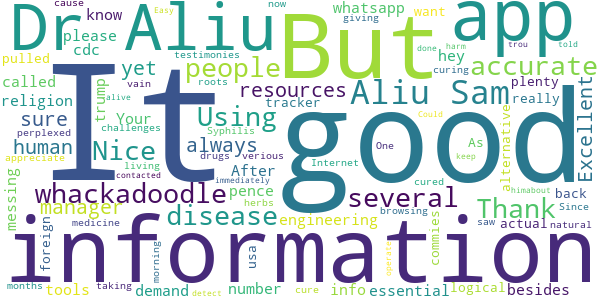 Dr Aliu But app
whatsapp know want
religion please cdc yet testimonies hey
pulled people accurate
called roots resources Aliu Sam plenty
vain tracker really
trump Your Using As
sure challenges Syphilis
human Nice always Internet alternative Excellent
perplexed alive living After drugs verious One Could
contacted cured keep appreciate
It good
immediately himabout
messing whackadoodle pence herbs several back
manager disease engineering Thank Since
foreign medicine usa browsing commies saw actual natural
information
months taking morning operate
tools demand number info essential logical besides
cure detect
Easy now cause giving done harm trou told curing